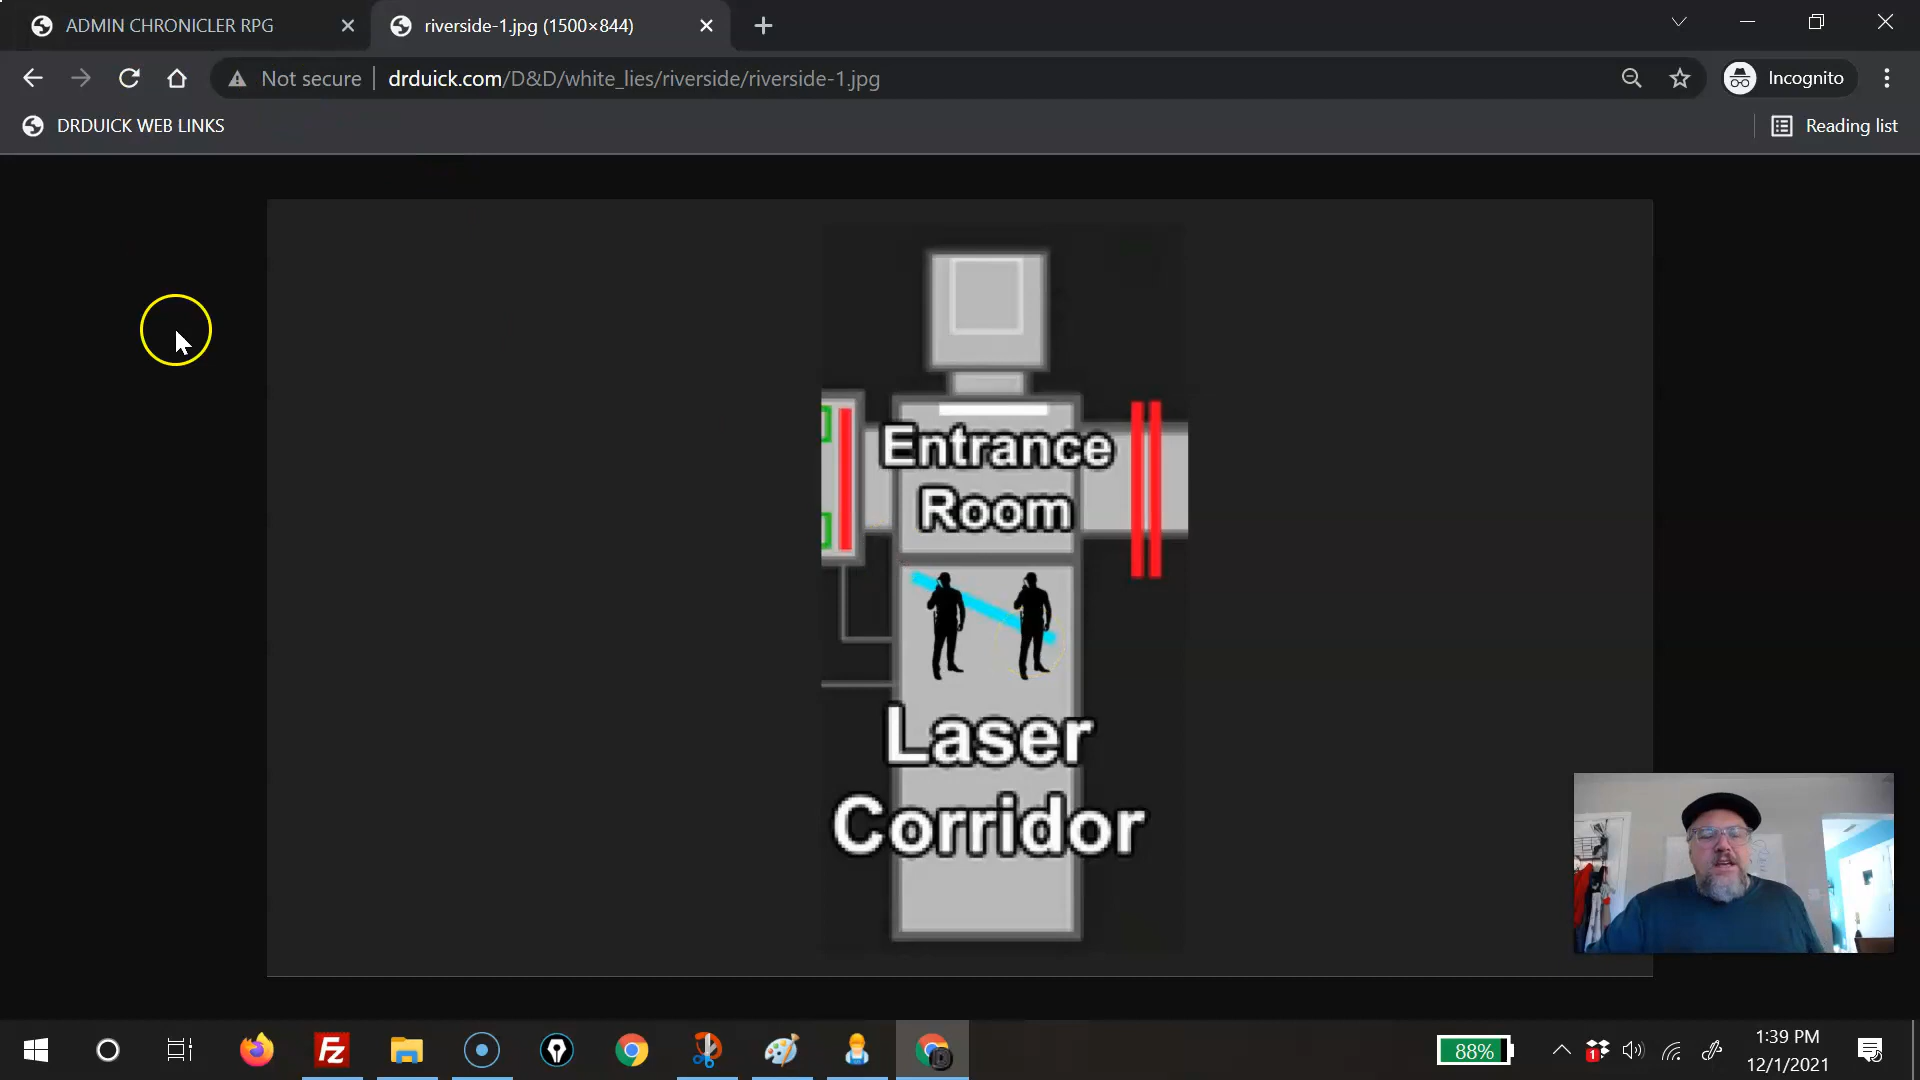 ADMIN CHRONICLER RPG
riverside-1.jpg (1500×844)
Not secure
drduick.com/D&D/white_lies/riverside/riverside-1.jpg
Incognito
DRDUICK WEB LINKS
Reading list
Entrance
Room
Laser
Corridor
88%
1
1:39 PM
12/1/2021